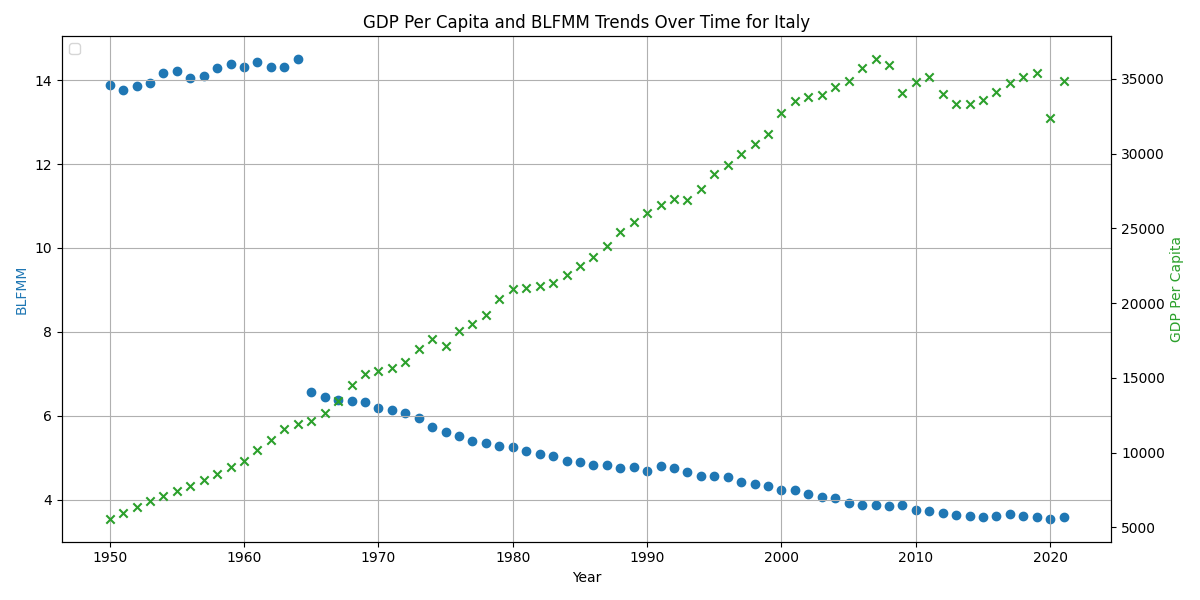 GDP Per Capita and BLFMM Trends Over Time for Italy
BLFMM
14
12
10
8
6
4
35000
30000
25000
20000
15000
10000
5000
GDP Per Capita
1950 1960 1970 1980 1990 2000 2010 2020
Year